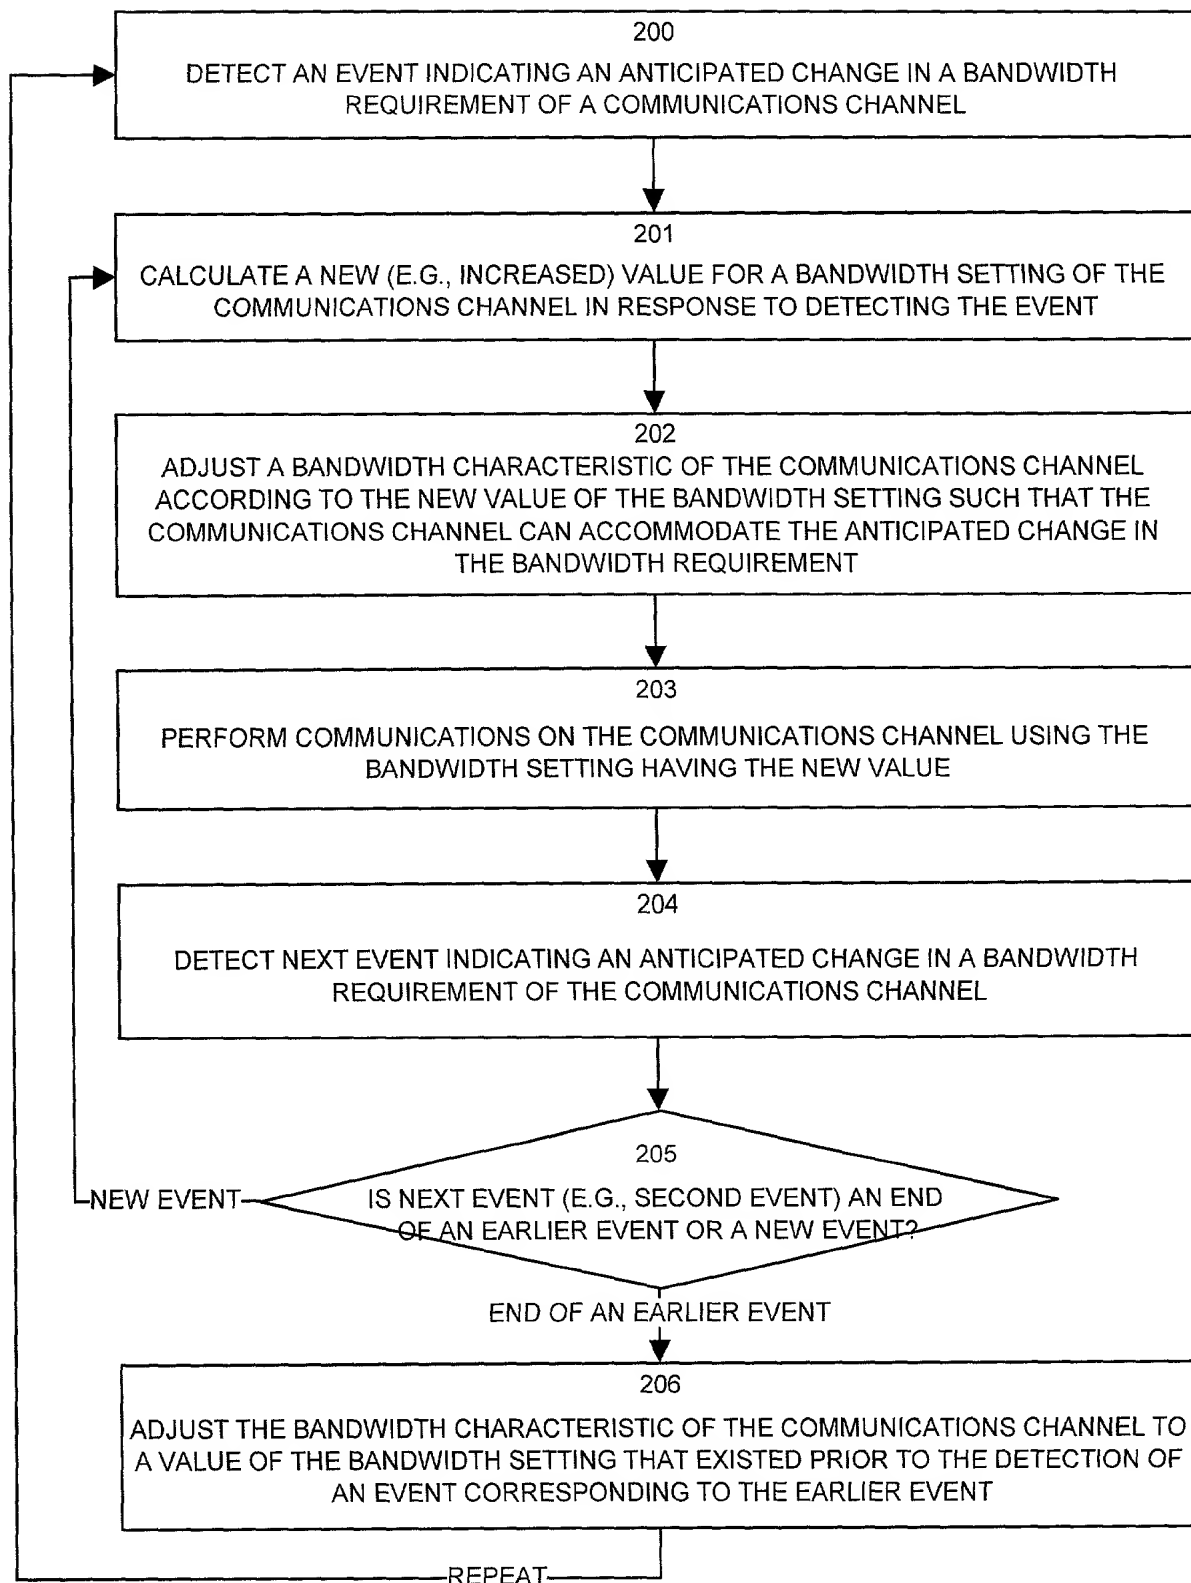 200
DETECT AN EVENT INDICATING AN ANTICIPATED CHANGE IN A BANDWIDTH
REQUIREMENT OF A COMMUNICATIONS CHANNEL
201
CALCULATE A NEW (E.G., INCREASED) VALUE FOR A BANDWIDTH SETTING OF THE
COMMUNICATIONS CHANNEL IN RESPONSE TO DETECTING THE EVENT
202
ADJUST A BANDWIDTH CHARACTERISTIC OF THE COMMUNICATIONS CHANNEL
ACCORDING TO THE NEW VALUE OF THE BANDWIDTH SETTING SUCH THAT THE
COMMUNICATIONS CHANNEL CAN ACCOMMODATE THE ANTICIPATED CHANGE IN
THE BANDWIDTH REQUIREMENT
203
PERFORM COMMUNICATIONS ON THE COMMUNICATIONS CHANNEL USING THE
BANDWIDTH SETTING HAVING THE NEW VALUE
204
DETECT NEXT EVENT INDICATING AN ANTICIPATED CHANGE IN A BANDWIDTH
REQUIREMENT OF THE COMMUNICATIONS CHANNEL
205
IS NEXT EVENT (E.G., SECOND EVENT) AN END
OF AN EARLIER EVENT OR A NEW EVENT?
NEW EVENT
END OF AN EARLIER EVENT
206
ADJUST THE BANDWIDTH CHARACTERISTIC OF THE COMMUNICATIONS CHANNEL TO
A VALUE OF THE BANDWIDTH SETTING THAT EXISTED PRIOR TO THE DETECTION OF
AN EVENT CORRESPONDING TO THE EARLIER EVENT
REPEAT